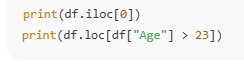 print(df.iloc[0])
print(df.loc[df["Age"] > 23])